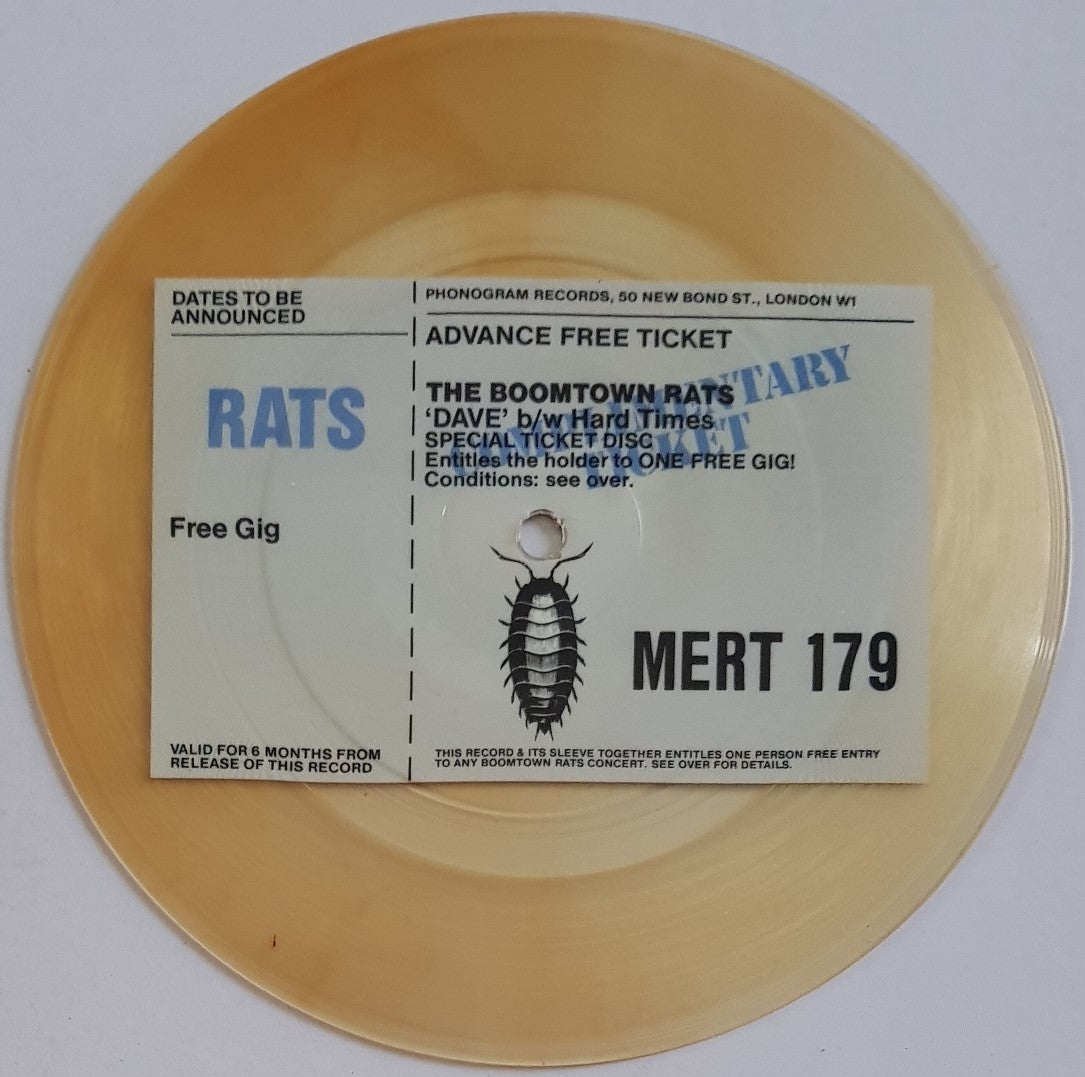 DATES TO BE
ANNOUNCED
RATS
Free Gig
VALID FOR 6 MONTHS FROM
RELEASE OF THIS RECORD
PHONOGRAM RECORDS, 50 NEW BOND ST., LONDON W1
ADVANCE FREE TICKET
COMPLIMENTARY
TICKET
THE BOOMTOWN RATS
‘DAVE’ b/w Hard Times
SPECIAL TICKET DISC
Entitles the holder to ONE FREE GIG!
Conditions: see over.
MERT 179
THIS RECORD & ITS SLEEVE TOGETHER ENTITLES ONE PERSON FREE ENTRY
TO ANY BOOMTOWN RATS CONCERT. SEE OVER FOR DETAILS.